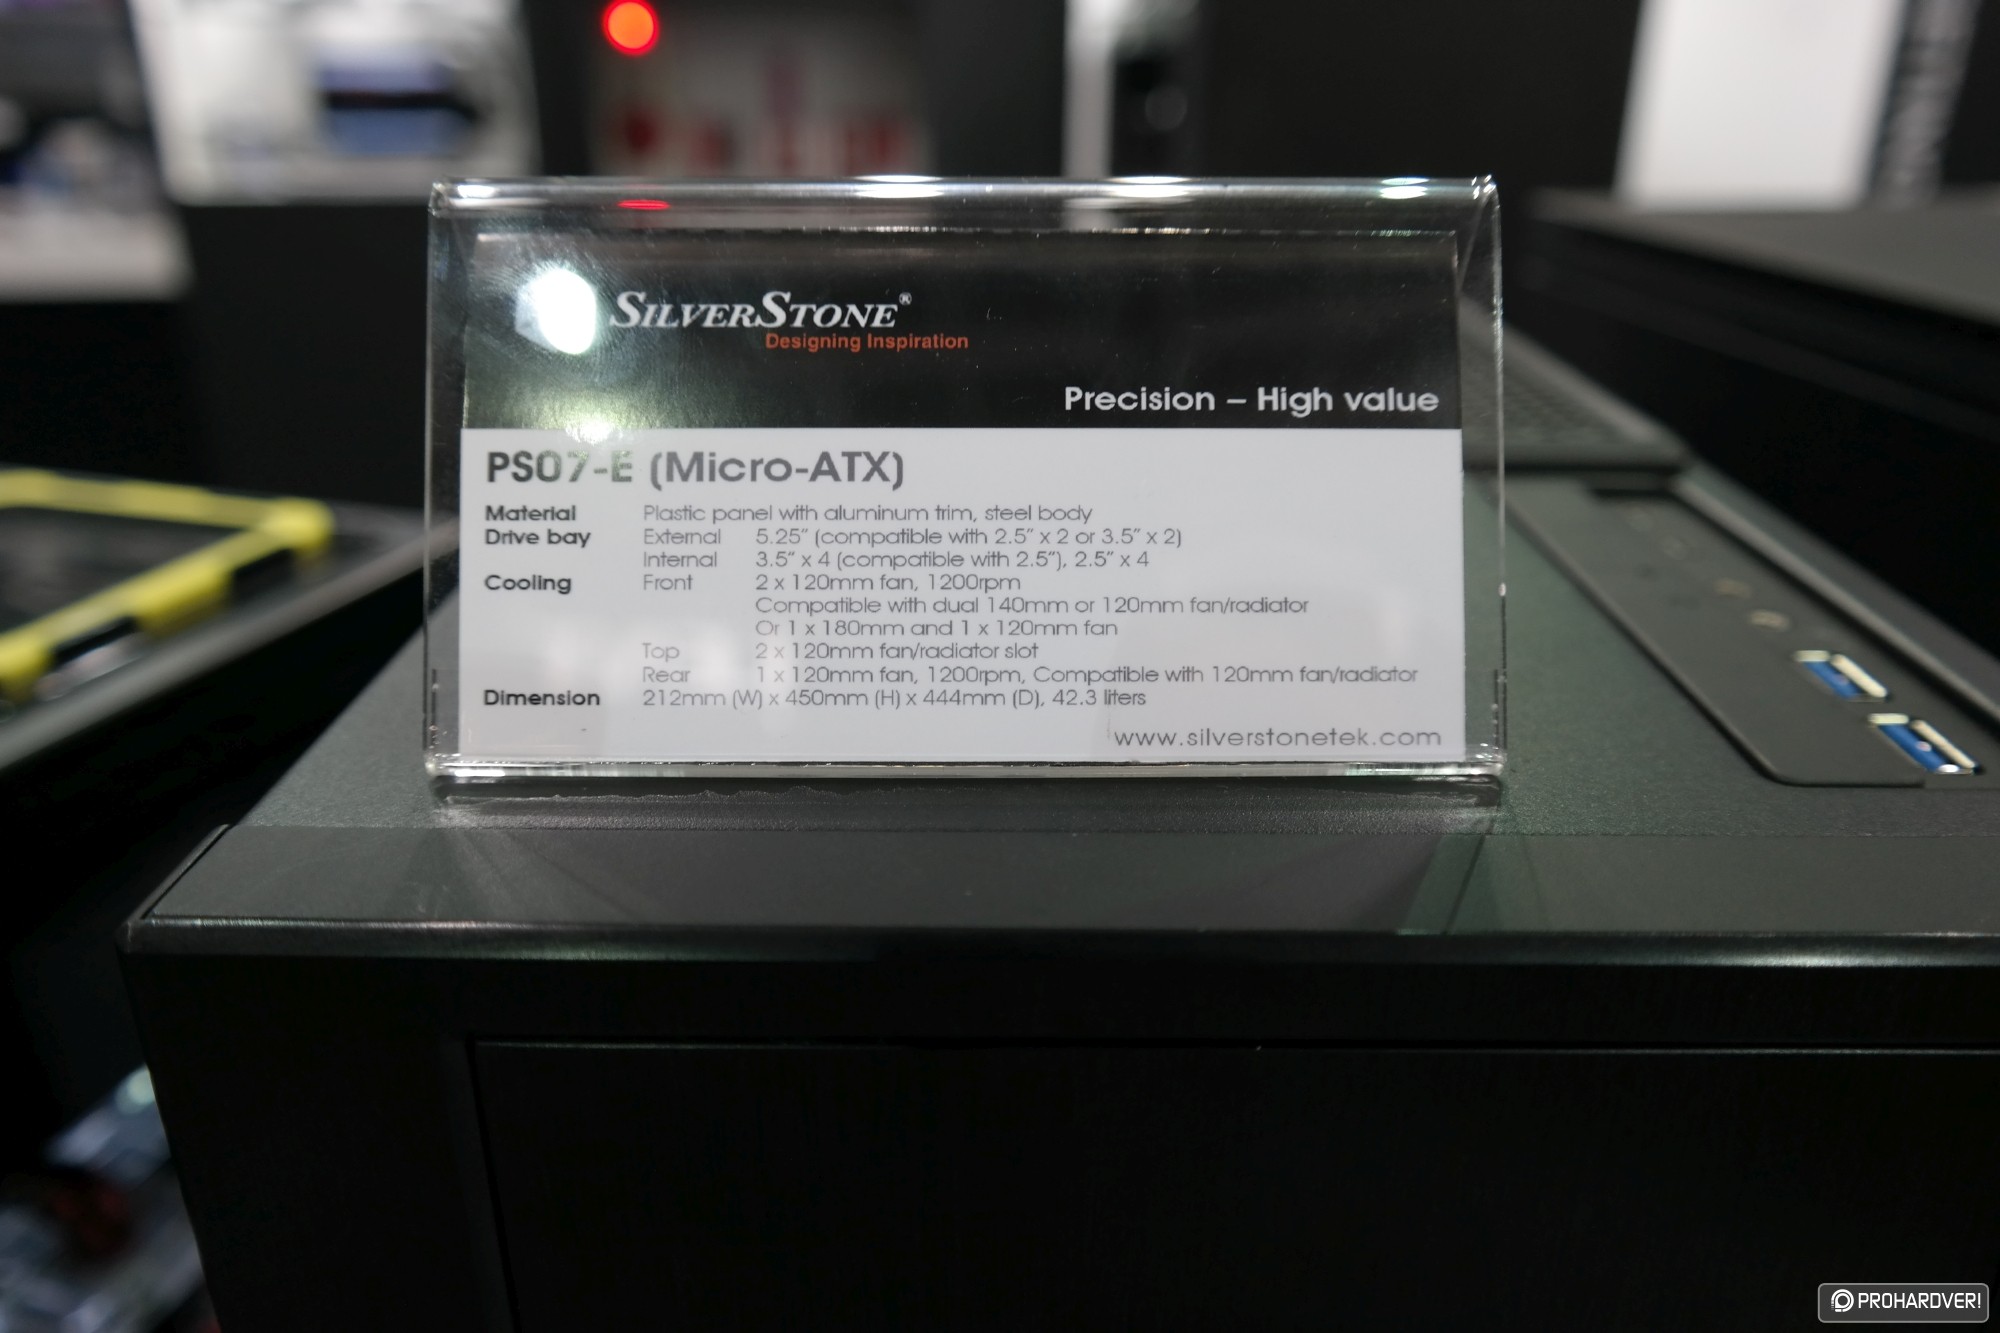 SILVERSTONE®
Designing Inspiration
Precision – High value
PS07-E (Micro-ATX)
Material Plastic panel with aluminum trim, steel body
Drive bay External 5.25" (compatible with 2.5" x 2 or 3.5" x 2)
Internal 3.5" x 4 (compatible with 2.5"), 2.5" x 4
Cooling Front 2 x 120mm fan, 1200rpm
Compatible with dual 140mm or 120mm fan/radiator
Or 1 x 180mm and 1 x 120mm fan
Top 2 x 120mm fan/radiator slot
Rear 1 x 120mm fan, 1200rpm, Compatible with 120mm fan/radiator
Dimension 212mm (W) x 450mm (H) x 444mm (D), 42.3 liters
www.silverstonetek.com
PROHARDVER!